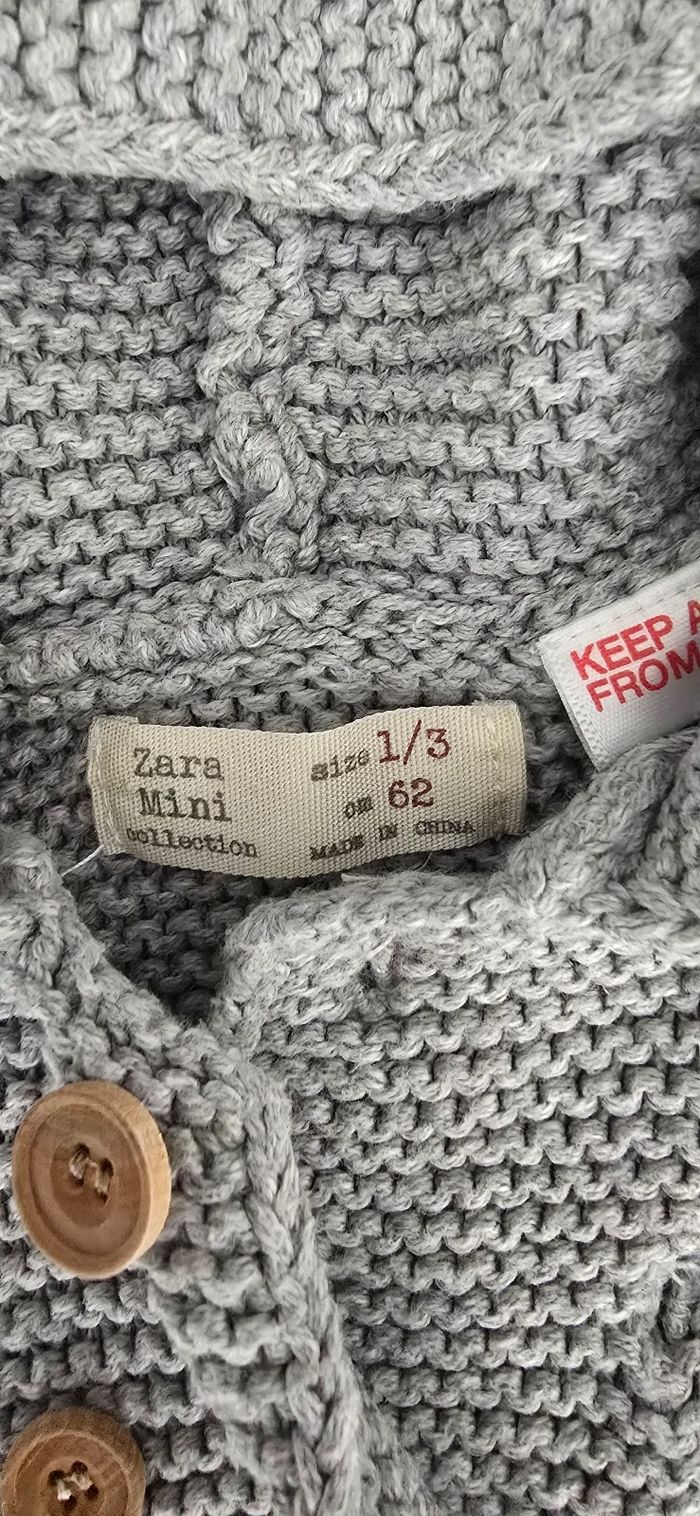 KEEP A
FROM
Zara
Mini
collection
size 1/3
cm 62
MADE IN CHINA